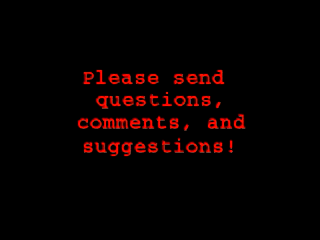 Please send
questions,
comments, and
suggestions!